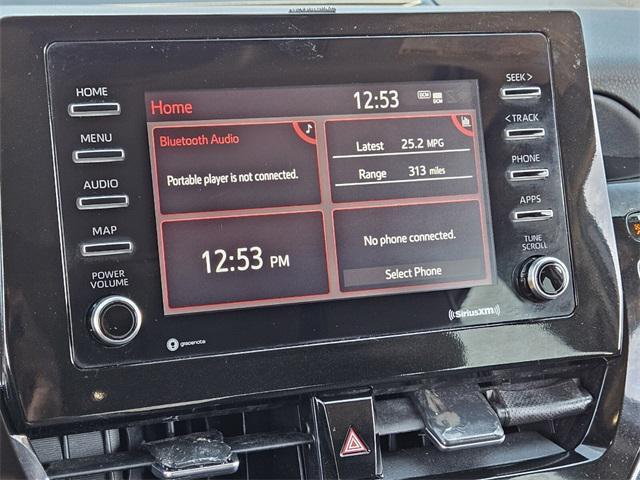 HOME
MENU
AUDIO
MAP
POWER
VOLUME
Home
12:53
DCM
DCM
Bluetooth Audio
Portable player is not connected.
Latest 25.2 MPG
Range 313 miles
12:53 PM
No phone connected.
Select Phone
SEEK >
< TRACK
PHONE
APPS
TUNE
SCROLL
gracenote
((SiriusXM))